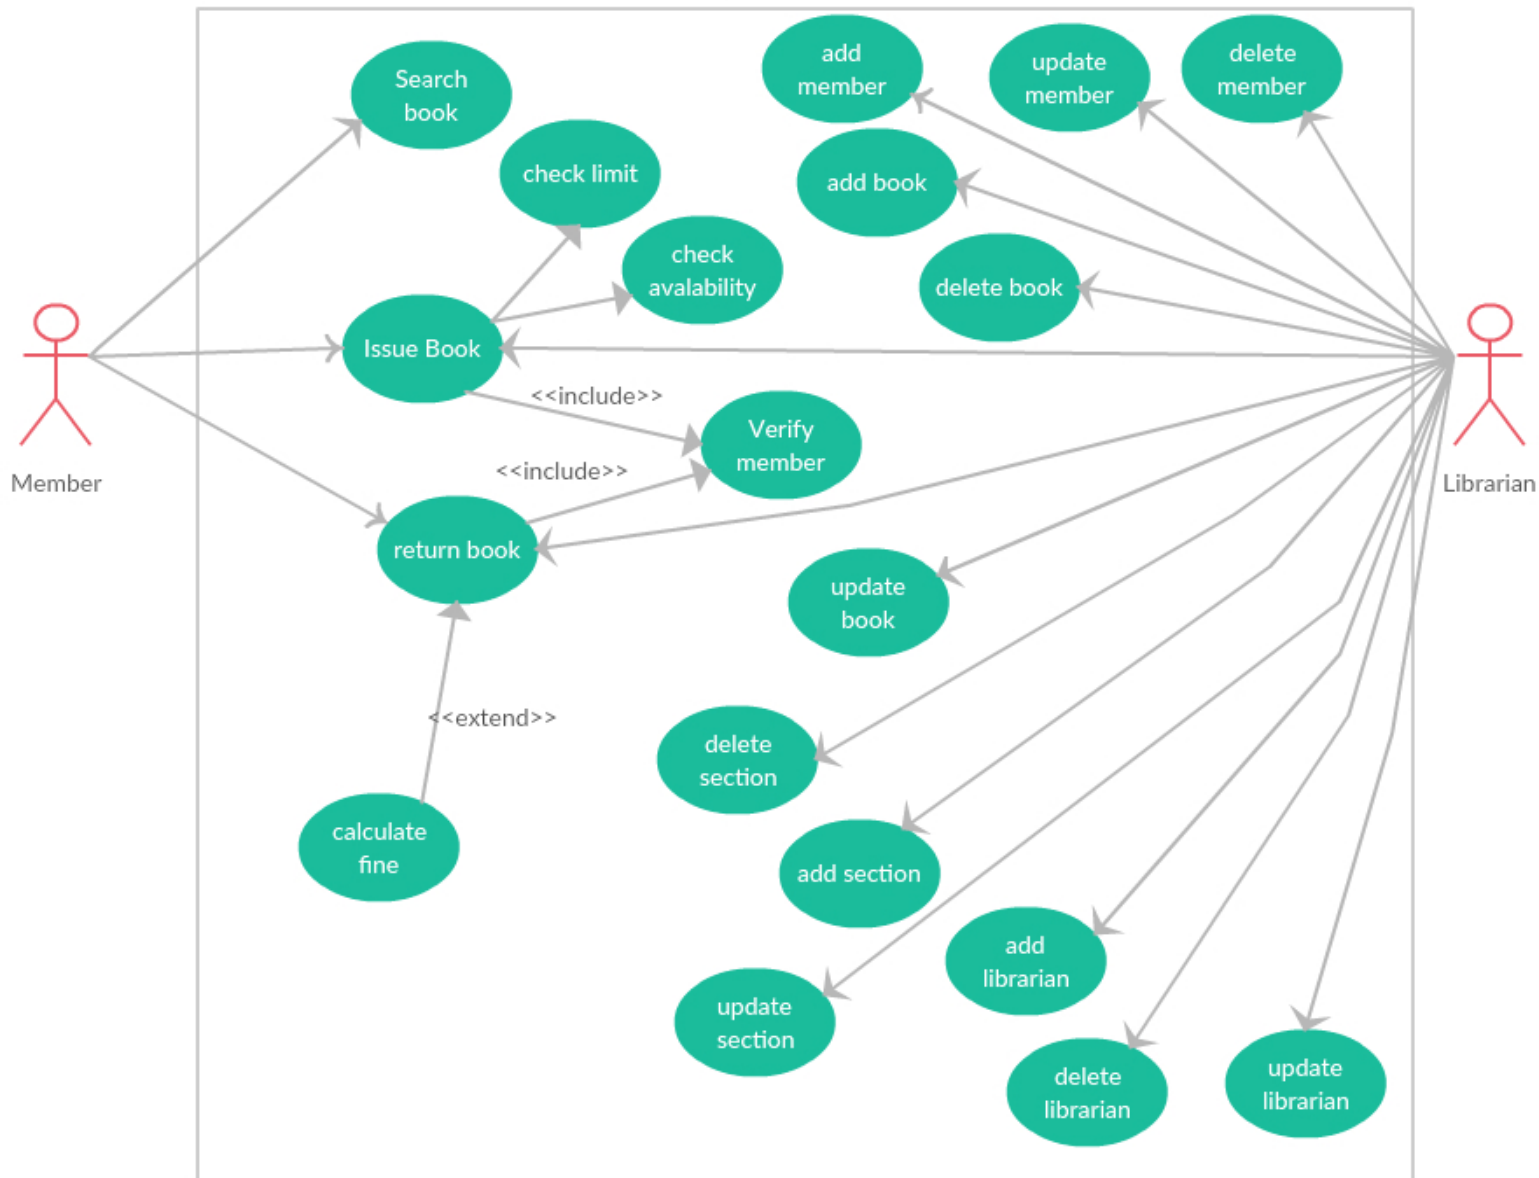 Search
book
add
member
update
member
delete
member
check limit
add book
check
avalability
delete book
Issue Book
<<include>>
Verify
member
<<include>>
Member
Librarian
return book
update
book
<<extend>>
delete
section
calculate
fine
add section
add
librarian
update
section
delete
librarian
update
librarian